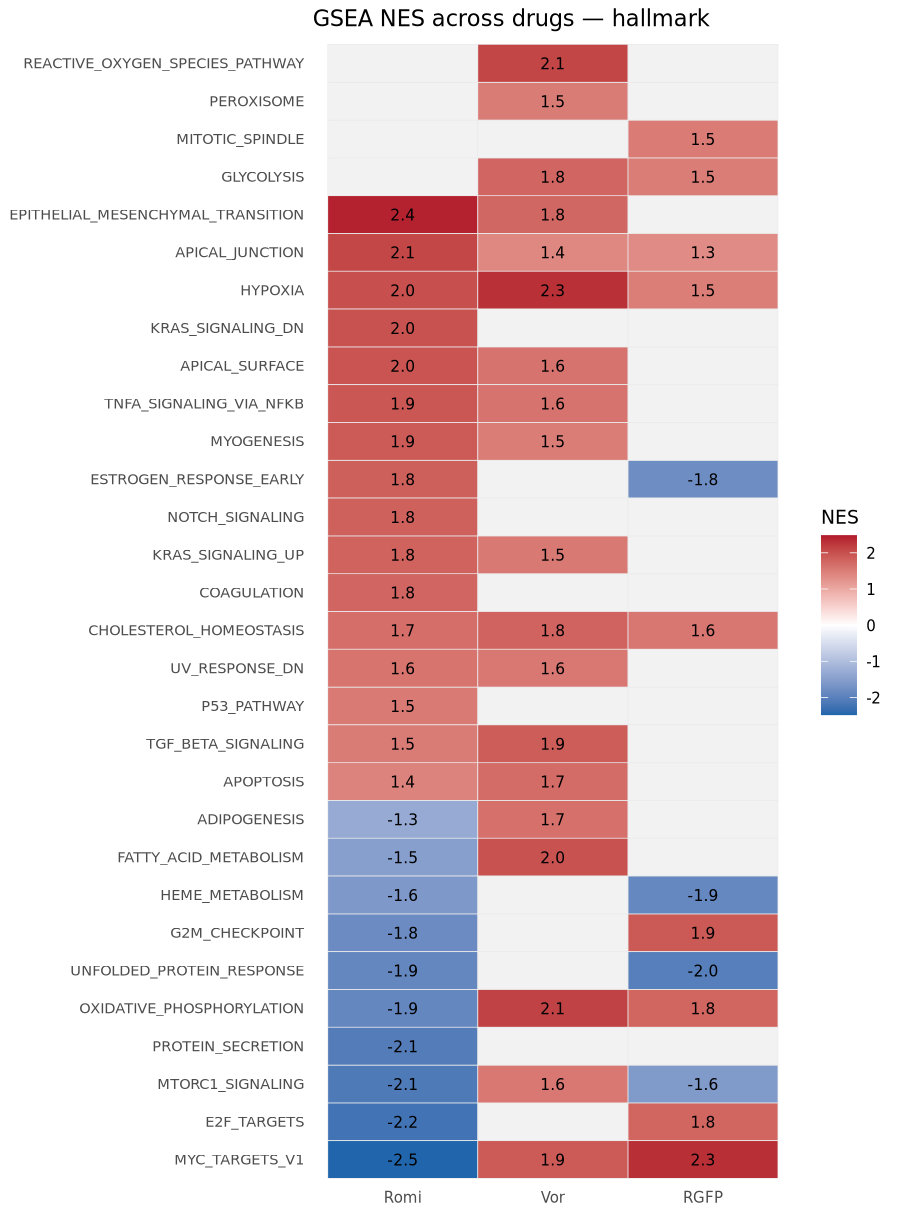 GSEA NES across drugs — hallmark
REACTIVE_OXYGEN_SPECIES_PATHWAY 2.1
PEROXISOME 1.5
MITOTIC_SPINDLE 1.5
GLYCOLYSIS 1.8 1.5
EPITHELIAL_MESENCHYMAL_TRANSITION 2.4 1.8
APICAL_JUNCTION 2.1 1.4 1.3
HYPOXIA 2.0 2.3 1.5
KRAS_SIGNALING_DN 2.0
APICAL_SURFACE 2.0 1.6
TNFA_SIGNALING_VIA_NFKB 1.9 1.6
MYOGENESIS 1.9 1.5
ESTROGEN_RESPONSE_EARLY 1.8 -1.8
NOTCH_SIGNALING 1.8
KRAS_SIGNALING_UP 1.8 1.5
COAGULATION 1.8
CHOLESTEROL_HOMEOSTASIS 1.7 1.8 1.6
UV_RESPONSE_DN 1.6 1.6
P53_PATHWAY 1.5
TGF_BETA_SIGNALING 1.5 1.9
APOPTOSIS 1.4 1.7
ADIPOGENESIS -1.3 1.7
FATTY_ACID_METABOLISM -1.5 2.0
HEME_METABOLISM -1.6 -1.9
G2M_CHECKPOINT -1.8 1.9
UNFOLDED_PROTEIN_RESPONSE -1.9 -2.0
OXIDATIVE_PHOSPHORYLATION -1.9 2.1 1.8
PROTEIN_SECRETION -2.1
MTORC1_SIGNALING -2.1 1.6 -1.6
E2F_TARGETS -2.2 1.8
MYC_TARGETS_V1 -2.5 1.9 2.3
Romi Vor RGFP
NES
2
1
0
-1
-2